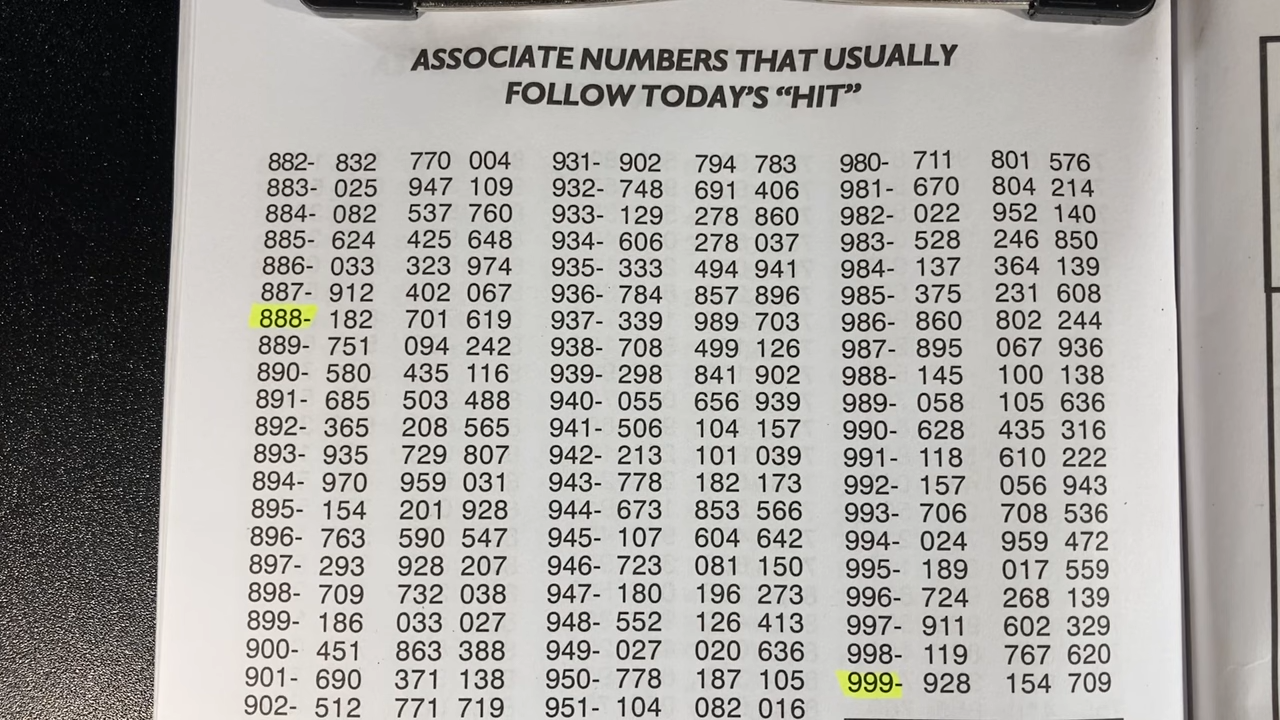 ASSOCIATE NUMBERS THAT USUALLY
FOLLOW TODAY'S “HIT”
882- 832 770 004 931- 902 794 783 980- 711 801 576
883- 025 947 109 932- 748 691 406 981- 670 804 214
884- 082 537 760 933- 129 278 860 982- 022 952 140
885- 624 425 648 934- 606 278 037 983- 528 246 850
886- 033 323 974 935- 333 494 941 984- 137 364 139
887- 912 402 067 936- 784 857 896 985- 375 231 608
888- 182 701 619 937- 339 989 703 986- 860 802 244
889- 751 094 242 938- 708 499 126 987- 895 067 936
890- 580 435 116 939- 298 841 902 988- 145 100 138
891- 685 503 488 940- 055 656 939 989- 058 105 636
892- 365 208 565 941- 506 104 157 990- 628 435 316
893- 935 729 807 942- 213 101 039 991- 118 610 222
894- 970 959 031 943- 778 182 173 992- 157 056 943
895- 154 201 928 944- 673 853 566 993- 706 708 536
896- 763 590 547 945- 107 604 642 994- 024 959 472
897- 293 928 207 946- 723 081 150 995- 189 017 559
898- 709 732 038 947- 180 196 273 996- 724 268 139
899- 186 033 027 948- 552 126 413 997- 911 602 329
900- 451 863 388 949- 027 020 636 998- 119 767 620
901- 690 371 138 950- 778 187 105 999- 928 154 709
902- 512 771 719 951- 104 082 016